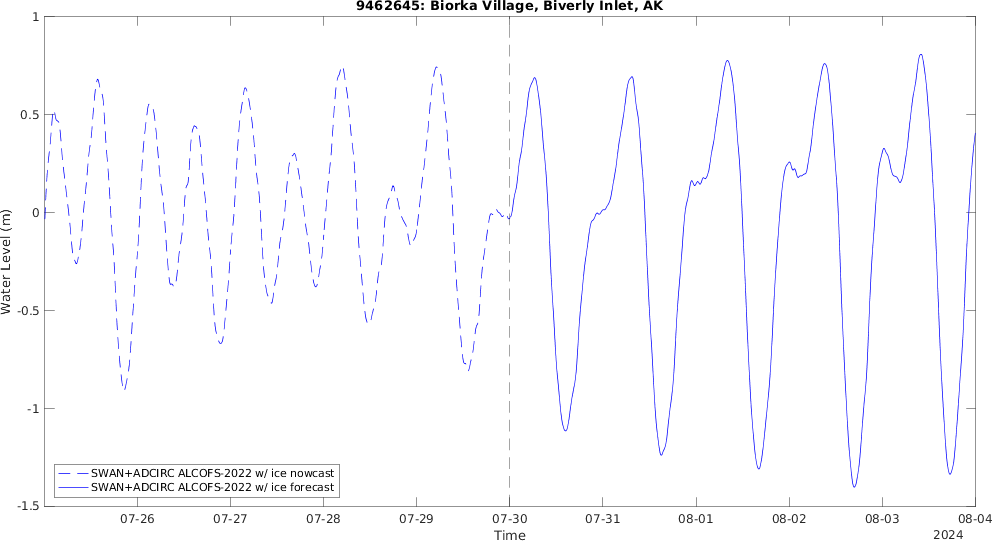 9462645: Biorka Village, Biverly Inlet, AK
Water Level (m)
1
0.5
0
-0.5
-1
-1.5
SWAN+ADCIRC ALCOFS-2022 w/ ice nowcast
SWAN+ADCIRC ALCOFS-2022 w/ ice forecast
07-26 07-27 07-28 07-29 07-30 07-31 08-01 08-02 08-03 08-04
Time
2024